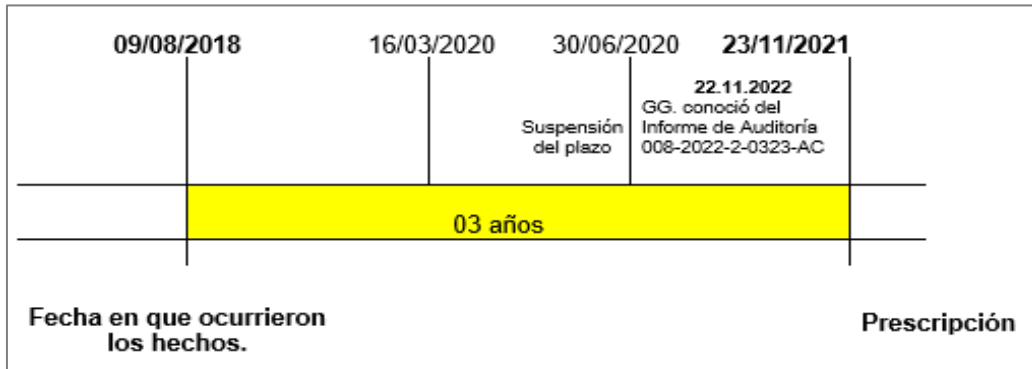 09/08/2018
16/03/2020
30/06/2020
23/11/2021
Suspensión
del plazo
22.11.2022
GG. conoció del
Informe de Auditoría
008-2022-2-0323-AC
03 años
Fecha en que ocurrieron
los hechos.
Prescripción